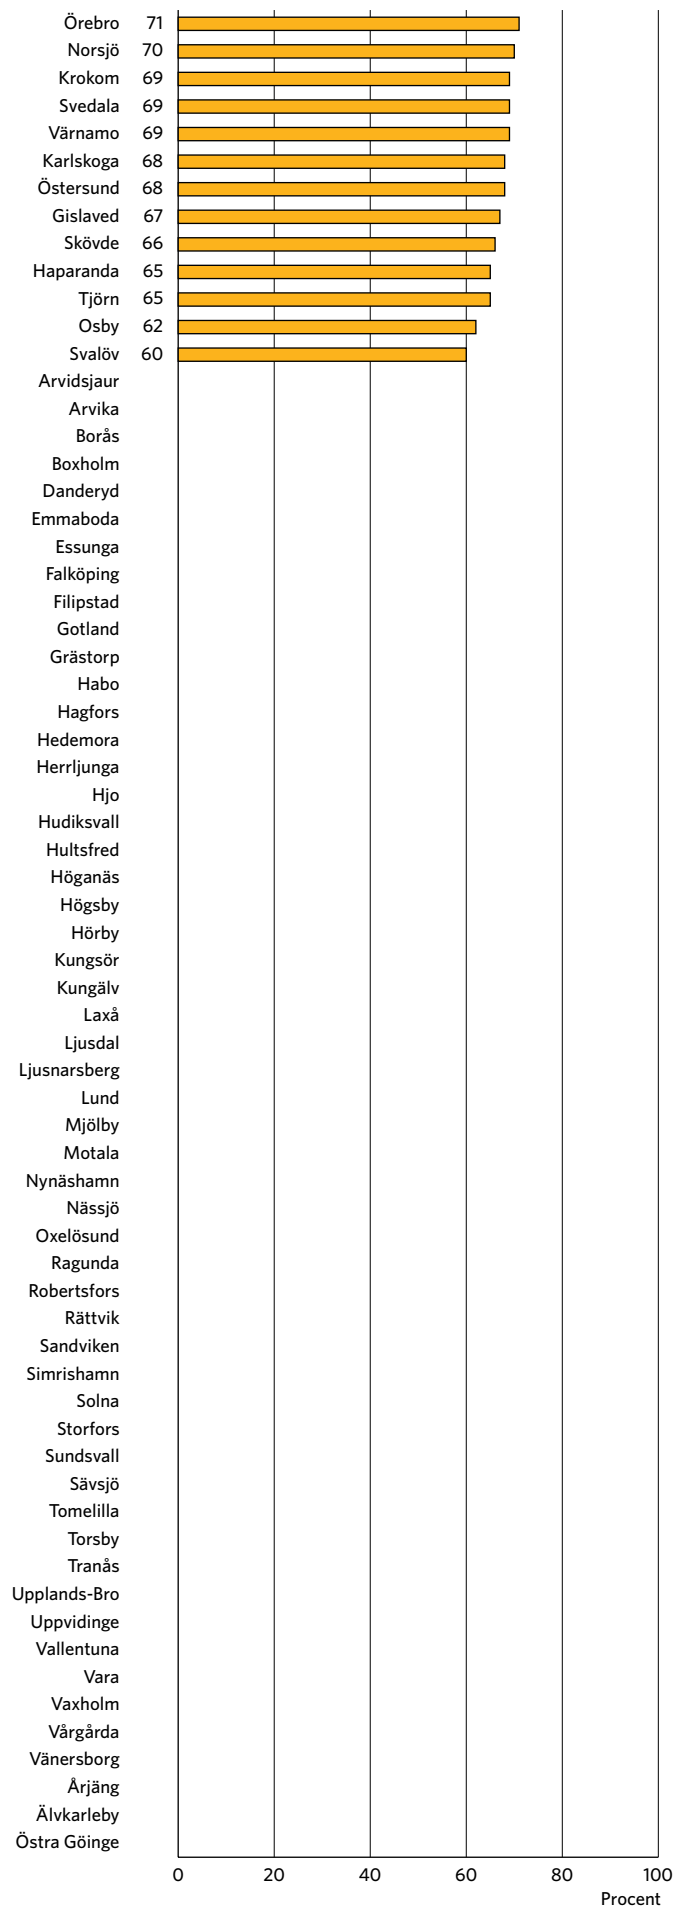 Örebro 71
Norsjö 70
Krokom 69
Svedala 69
Värnamo 69
Karlskoga 68
Östersund 68
Gislaved 67
Skövde 66
Haparanda 65
Tjörn 65
Osby 62
Svalöv 60
Arvidsjaur
Arvika
Borås
Boxholm
Danderyd
Emmaboda
Essunga
Falköping
Filipstad
Gotland
Grästorp
Habo
Hagfors
Hedemora
Herrljunga
Hjo
Hudiksvall
Hultsfred
Höganäs
Högsby
Hörby
Kungsör
Kungälv
Laxå
Ljusdal
Ljusnarsberg
Lund
Mjölby
Motala
Nynäshamn
Nässjö
Oxelösund
Ragunda
Robertsfors
Rättvik
Sandviken
Simrishamn
Solna
Storfors
Sundsvall
Sävsjö
Tomelilla
Torsby
Tranås
Upplands-Bro
Uppvidinge
Vallentuna
Vara
Vaxholm
Vårgårda
Vänersborg
Årjäng
Älvkarleby
Östra Göinge
0 20 40 60 80 100
Procent